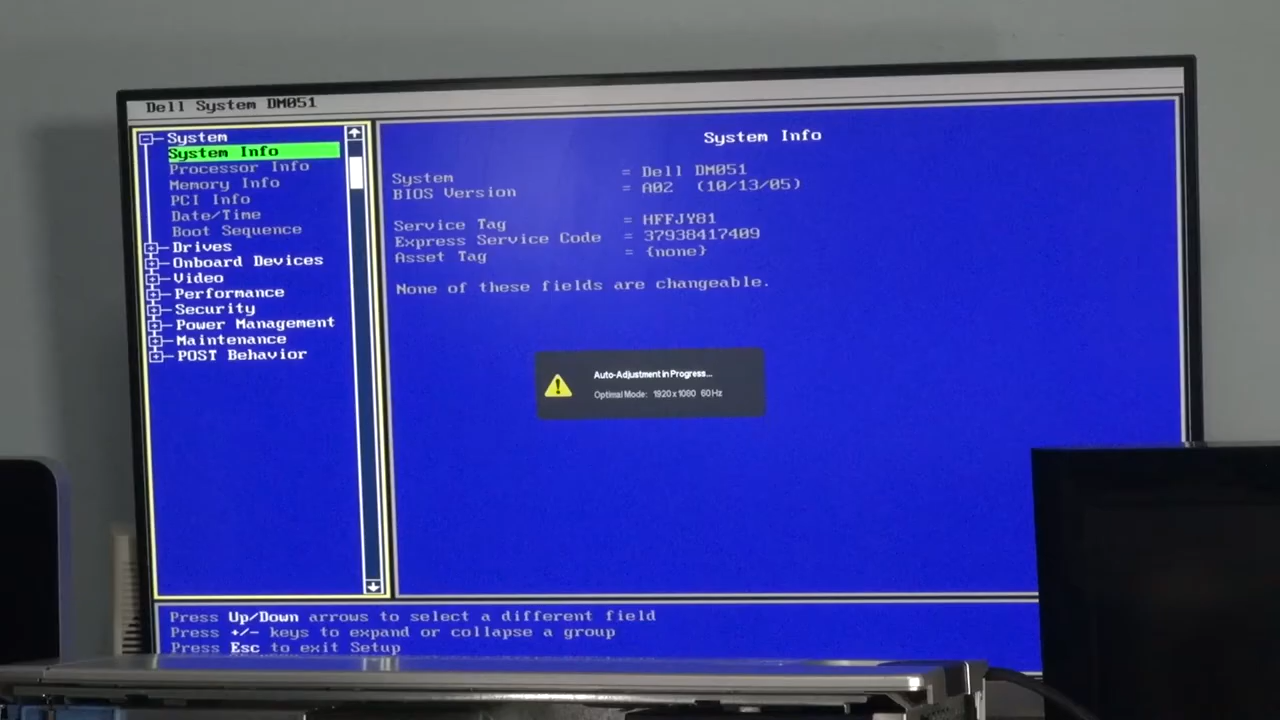 Dell System DM051
System
System Info
Processor Info
Memory Info
PCI Info
Date/Time
Boot Sequence
Drives
Onboard Devices
Video
Performance
Security
Power Management
Maintenance
POST Behavior
System Info
System = Dell DM051
BIOS Version = A02 (10/13/05)
Service Tag = HFFJY81
Express Service Code = 37938417409
Asset Tag = {none}
None of these fields are changeable.
Auto-Adjustment in Progress...
Optimal Mode: 1920 x 1080 60 Hz
Press Up/Down arrows to select a different field
Press +/- keys to expand or collapse a group
Press Esc to exit Setup